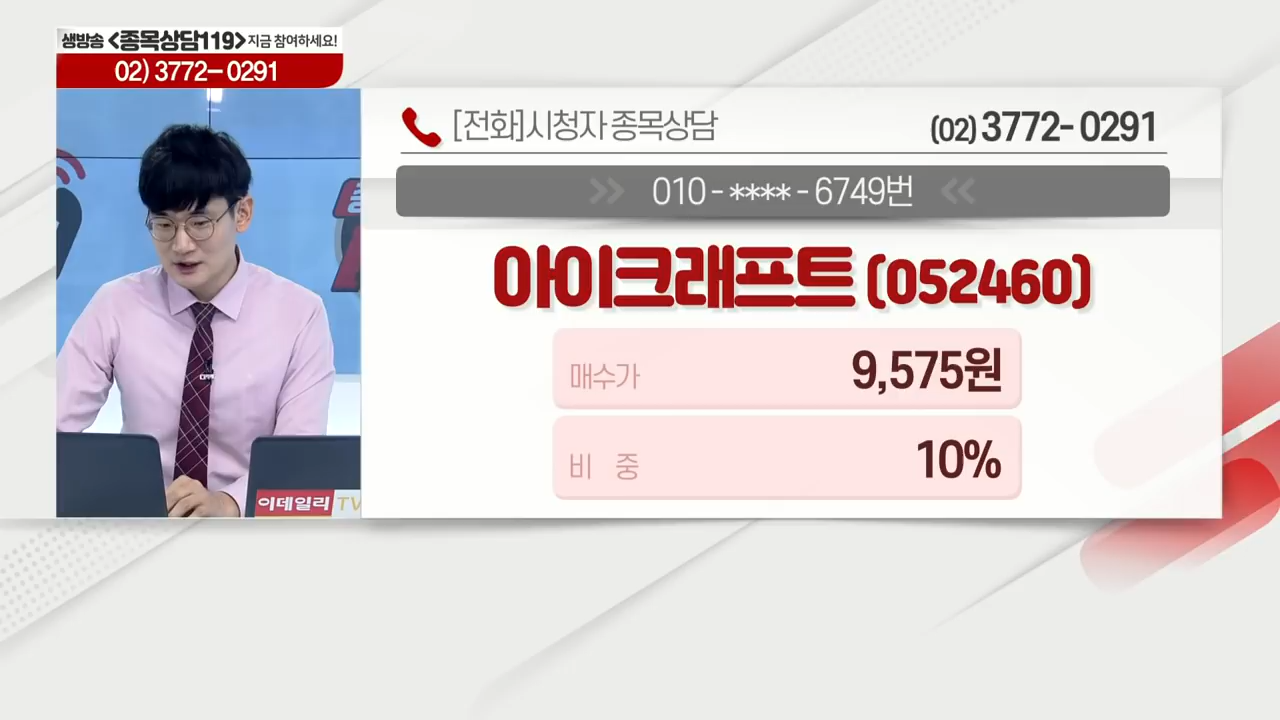 생방송 <종목상담119> 지금 참여하세요!
02) 3772-0291
[전화]시청자 종목상담
(02) 3772-0291
010 - **** - 6749번
아이크래프트 (052460)
매수가 9,575원
비 중 10%
이데일리 TV